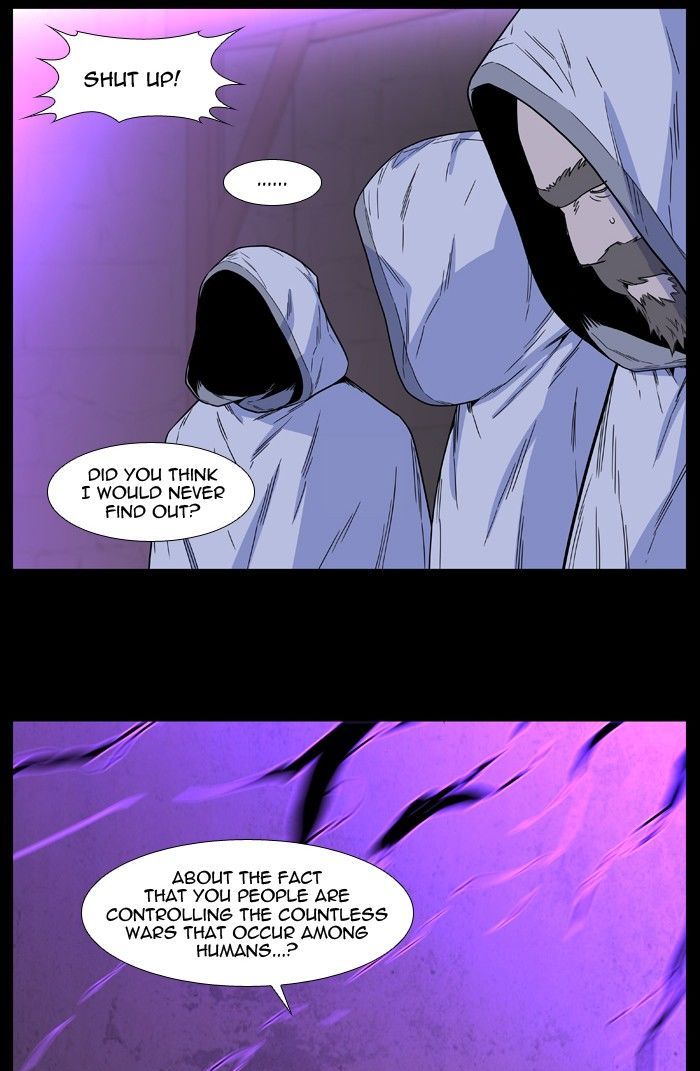 SHUT UP!
......
DID YOU THINK
I WOULD NEVER
FIND OUT?
ABOUT THE FACT
THAT YOU PEOPLE ARE
CONTROLLING THE COUNTLESS
WARS THAT OCCUR AMONG
HUMANS...?